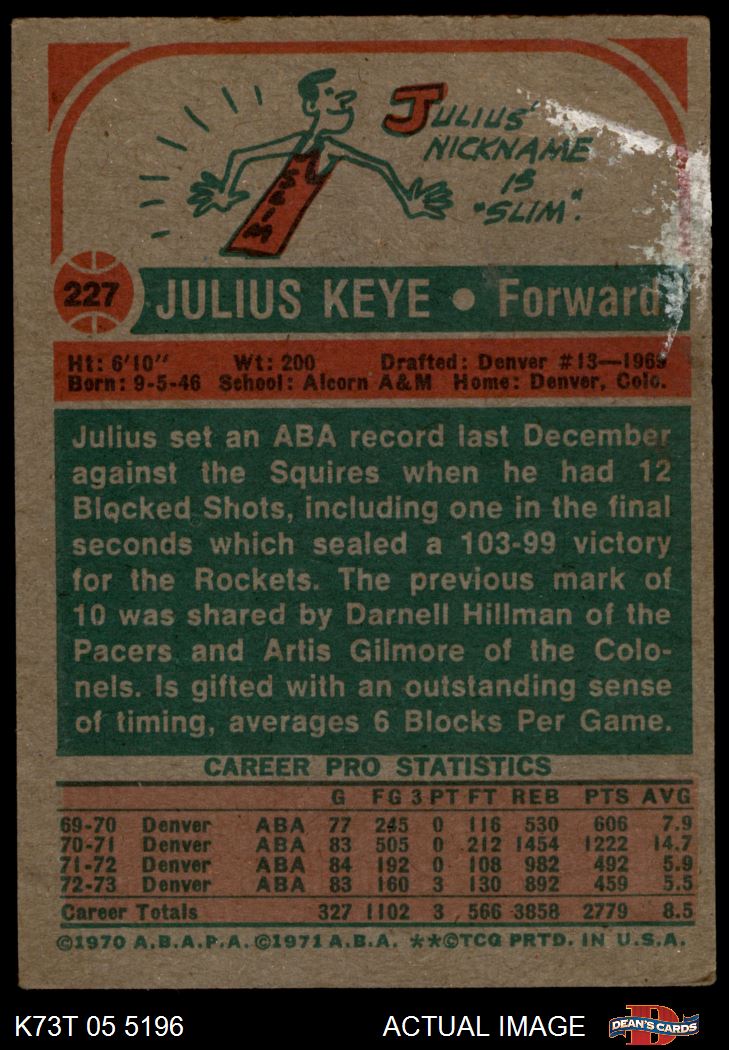 JULIUS'
NICKNAME
IS
"SLIM".
SLIM
227
JULIUS KEYE • Forward
Ht: 6'10" Wt: 200 Drafted: Denver #13—1969
Born: 9-5-46 School: Alcorn A&M Home: Denver, Colo.
Julius set an ABA record last December
against the Squires when he had 12
Blocked Shots, including one in the final
seconds which sealed a 103-99 victory
for the Rockets. The previous mark of
10 was shared by Darnell Hillman of the
Pacers and Artis Gilmore of the Colo-
nels. Is gifted with an outstanding sense
of timing, averages 6 Blocks Per Game.
CAREER PRO STATISTICS
G FG 3PT FT REB PTS AVG
69-70 Denver ABA 77 245 0 116 530 606 7.9
70-71 Denver ABA 83 505 0 212 1454 1222 14.7
71-72 Denver ABA 84 192 0 108 982 492 5.9
72-73 Denver ABA 83 160 3 130 892 459 5.5
Career Totals 327 1102 3 566 3858 2779 8.5
©1970 A.B.A.P.A. ©1971 A.B.A. **©TCG PRTD. IN U.S.A.
K73T 05 5196 ACTUAL IMAGE
D
DEAN'S CARDS